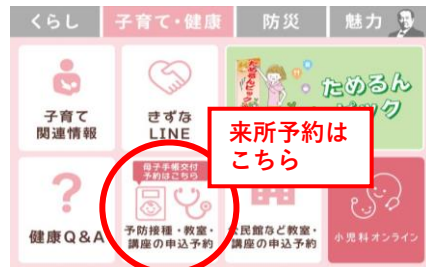 くらし
子育て・健康
防災
魅力
子育て
関連情報
きずな
LINE
ためるん
ピック
来所予約は
こちら
健康Q&A
母子手帳交付
予約はこちら
予防接種・教室・
講座の申込予約
公民館など教室・
講座の申込予約
小児科オンライン